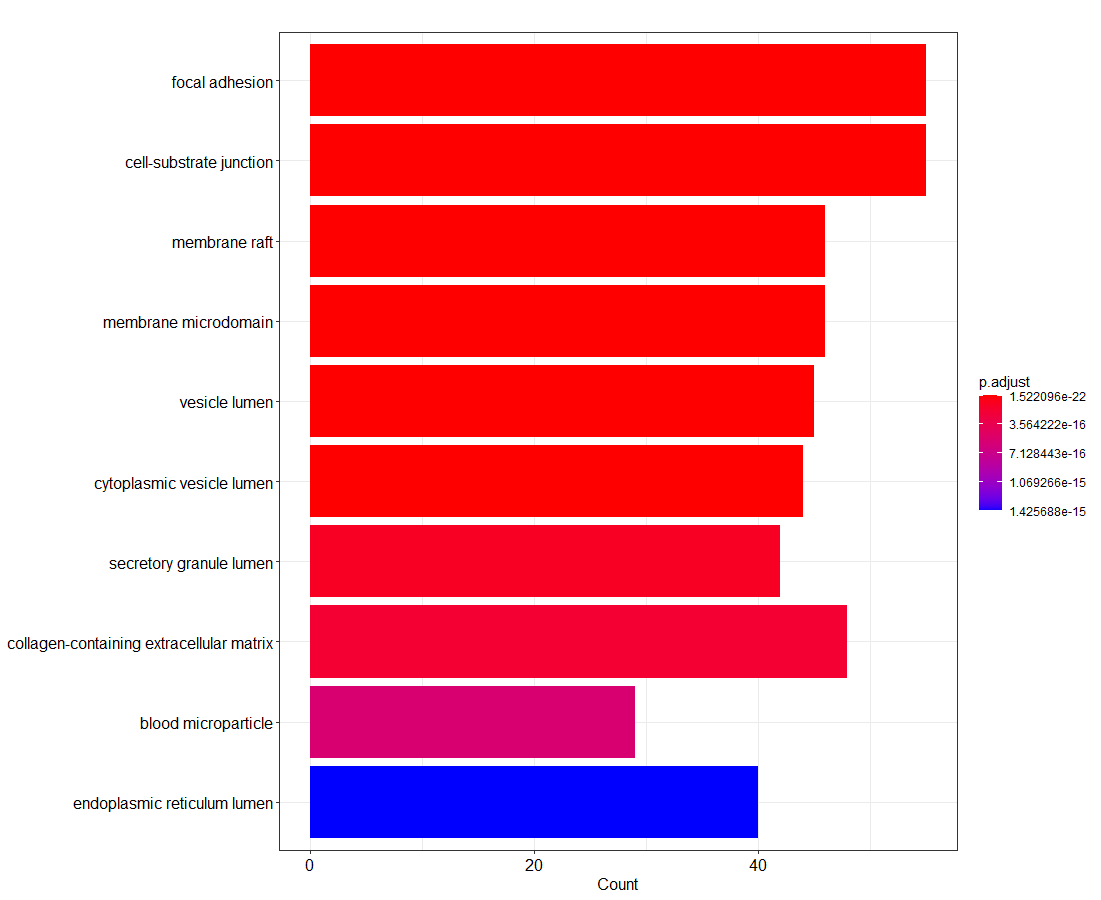 focal adhesion
cell-substrate junction
membrane raft
membrane microdomain
vesicle lumen
cytoplasmic vesicle lumen
secretory granule lumen
collagen-containing extracellular matrix
blood microparticle
endoplasmic reticulum lumen
0 20 40
Count
p.adjust
1.522096e-22
3.564222e-16
7.128443e-16
1.069266e-15
1.425688e-15